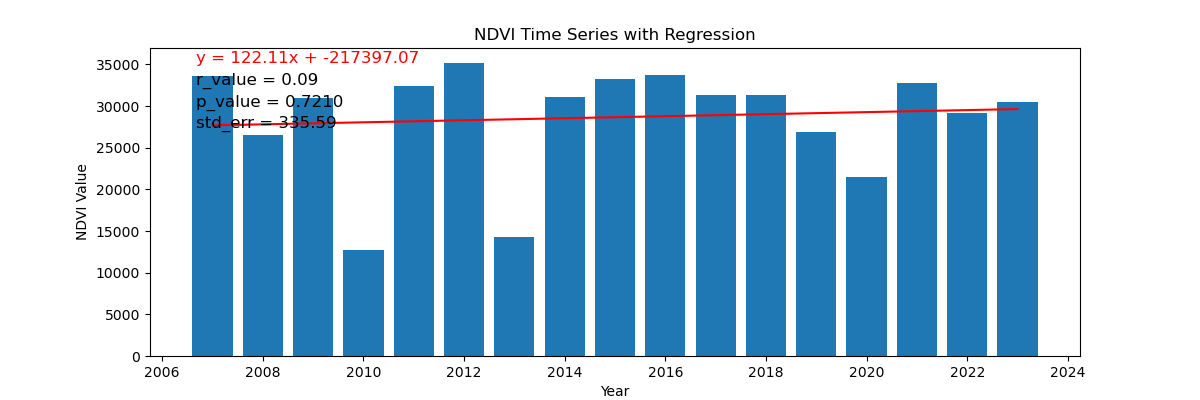 NDVI Time Series with Regression
y = 122.11x + -217397.07
r_value = 0.09
p_value = 0.7210
std_err = 335.59
35000
30000
25000
20000
15000
10000
5000
0
NDVI Value
2006 2008 2010 2012 2014 2016 2018 2020 2022 2024
Year